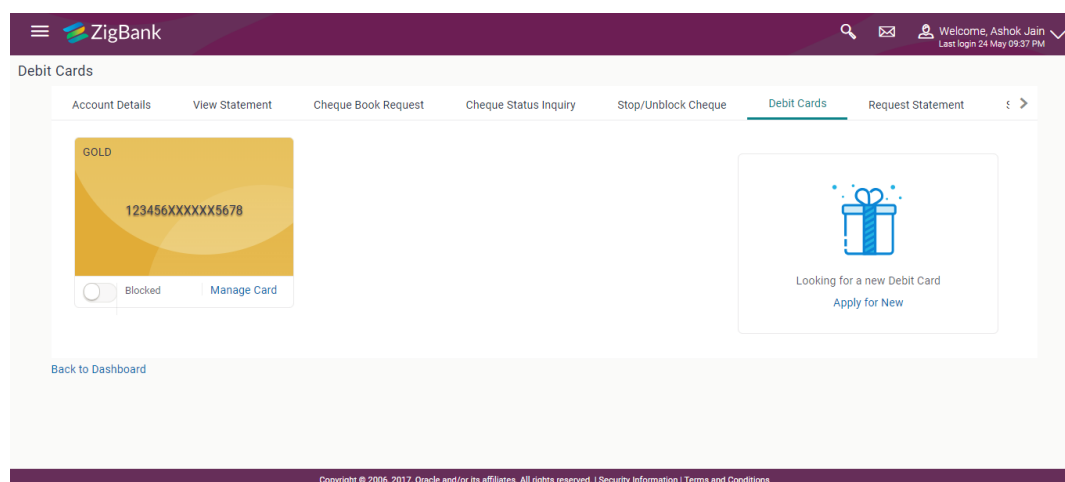 ZigBank
Welcome, Ashok Jain
Last login 24 May 09:37 PM
Debit Cards
Account Details View Statement Cheque Book Request Cheque Status Inquiry Stop/Unblock Cheque Debit Cards Request Statement
GOLD
123456XXXXXX5678
Blocked Manage Card
Looking for a new Debit Card
Apply for New
Back to Dashboard
Copyright © 2006, 2017, Oracle and/or its affiliates. All rights reserved. | Security Information | Terms and Conditions